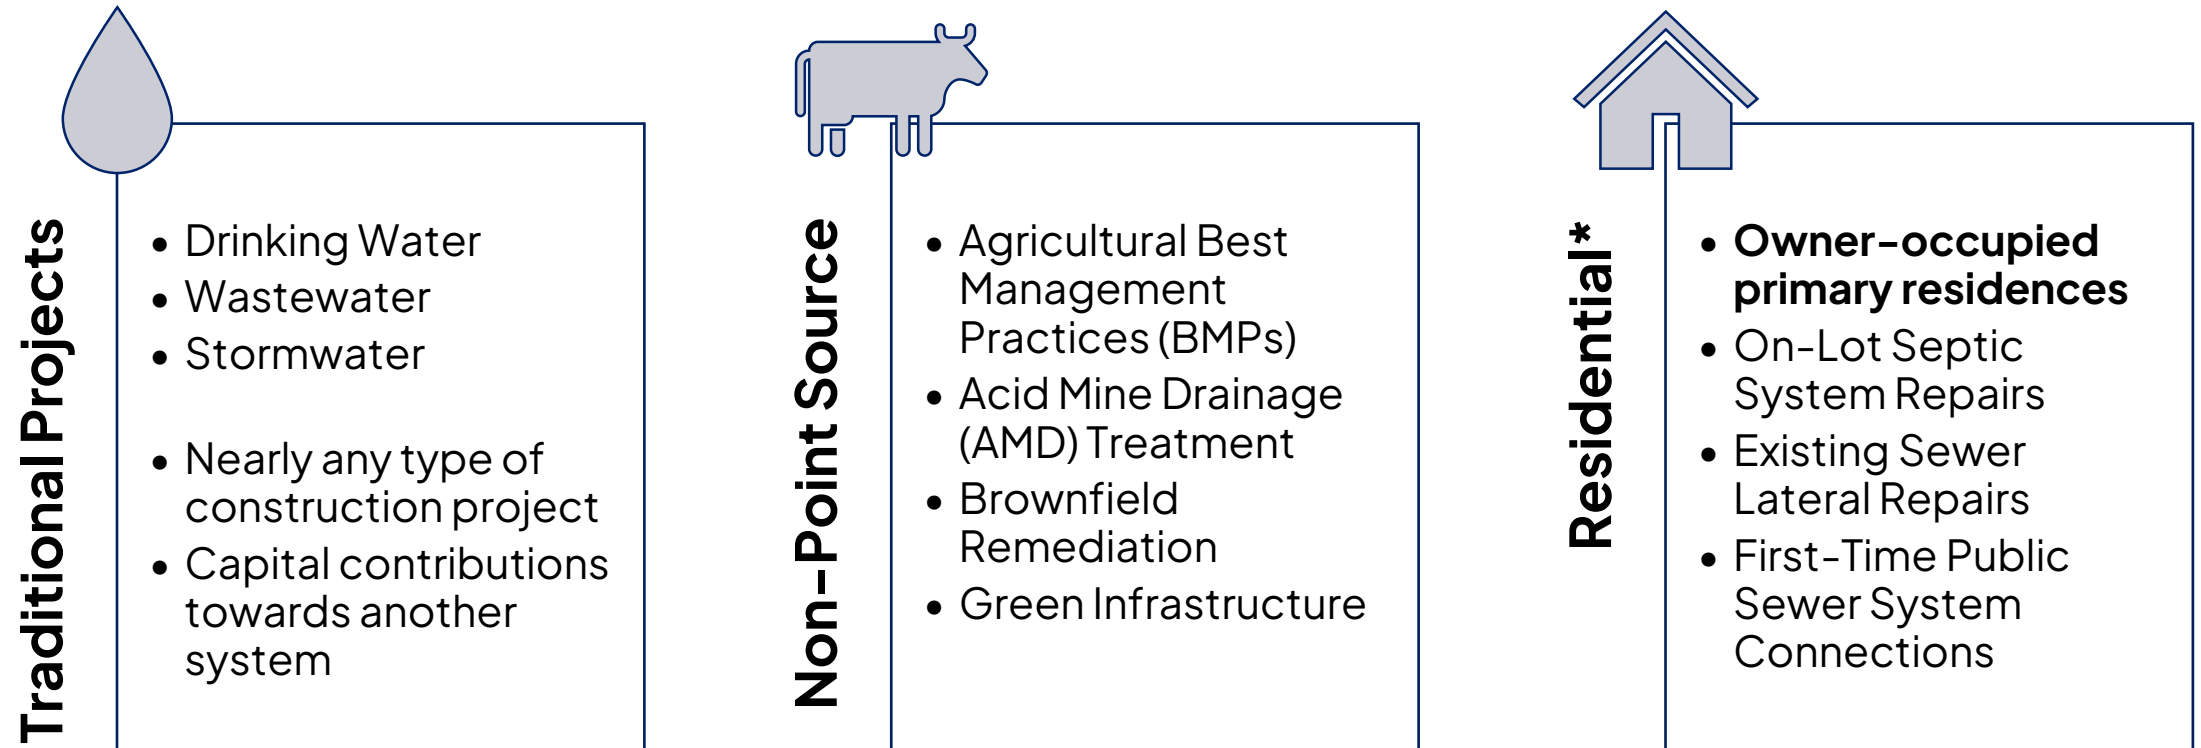 Traditional Projects
• Drinking Water
• Wastewater
• Stormwater
• Nearly any type of
construction project
• Capital contributions
towards another
system
Non-Point Source
• Agricultural Best
Management
Practices (BMPs)
• Acid Mine Drainage
(AMD) Treatment
• Brownfield
Remediation
• Green Infrastructure
Residential*
• Owner-occupied
primary residences
• On-Lot Septic
System Repairs
• Existing Sewer
Lateral Repairs
• First-Time Public
Sewer System
Connections